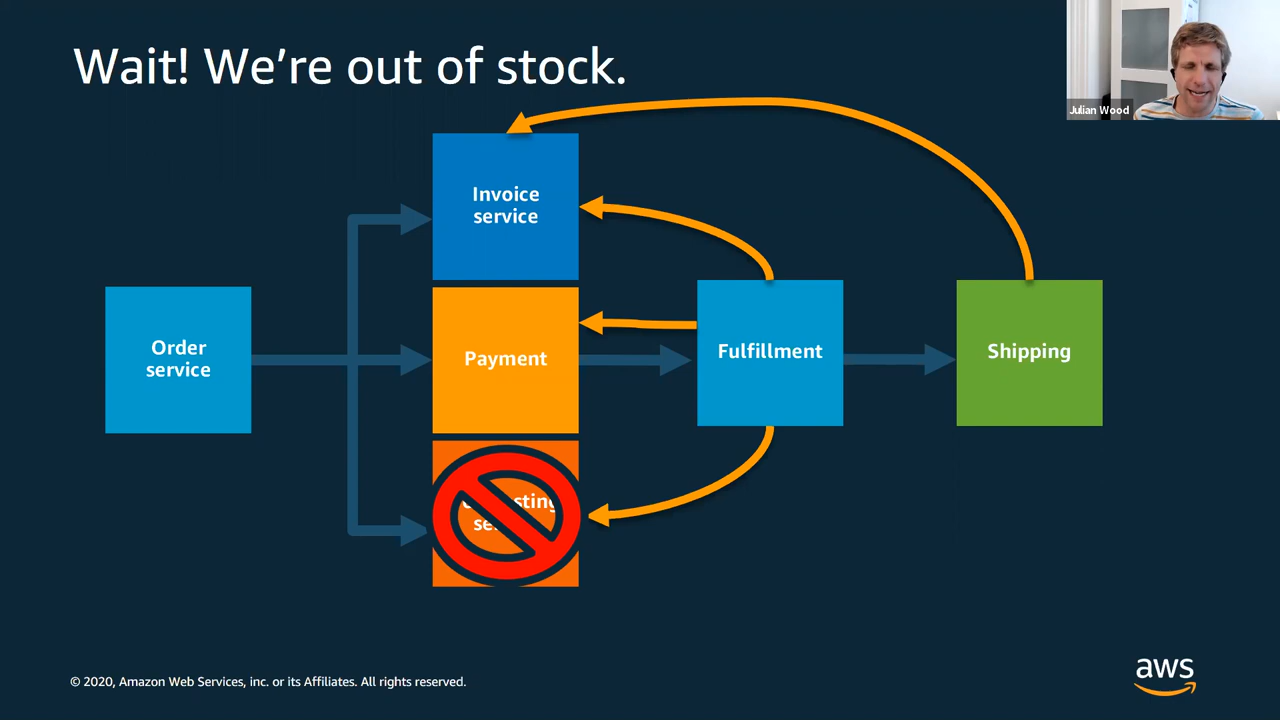 Wait! We're out of stock.
Julian Wood
Invoice
service
Order
service
Payment
Fulfillment
Shipping
© 2020, Amazon Web Services, inc. or its Affiliates. All rights reserved.
aws